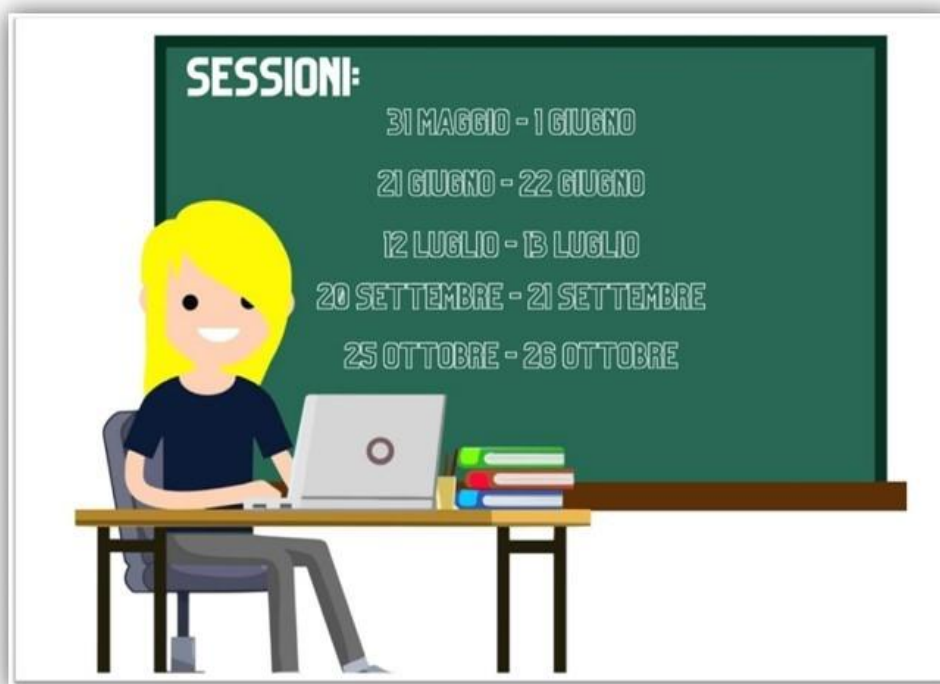 SESSIONI:
31 MAGGIO - 1 GIUGNO
21 GIUGNO - 22 GIUGNO
12 LUGLIO - 13 LUGLIO
20 SETTEMBRE - 21 SETTEMBRE
25 OTTOBRE - 26 OTTOBRE